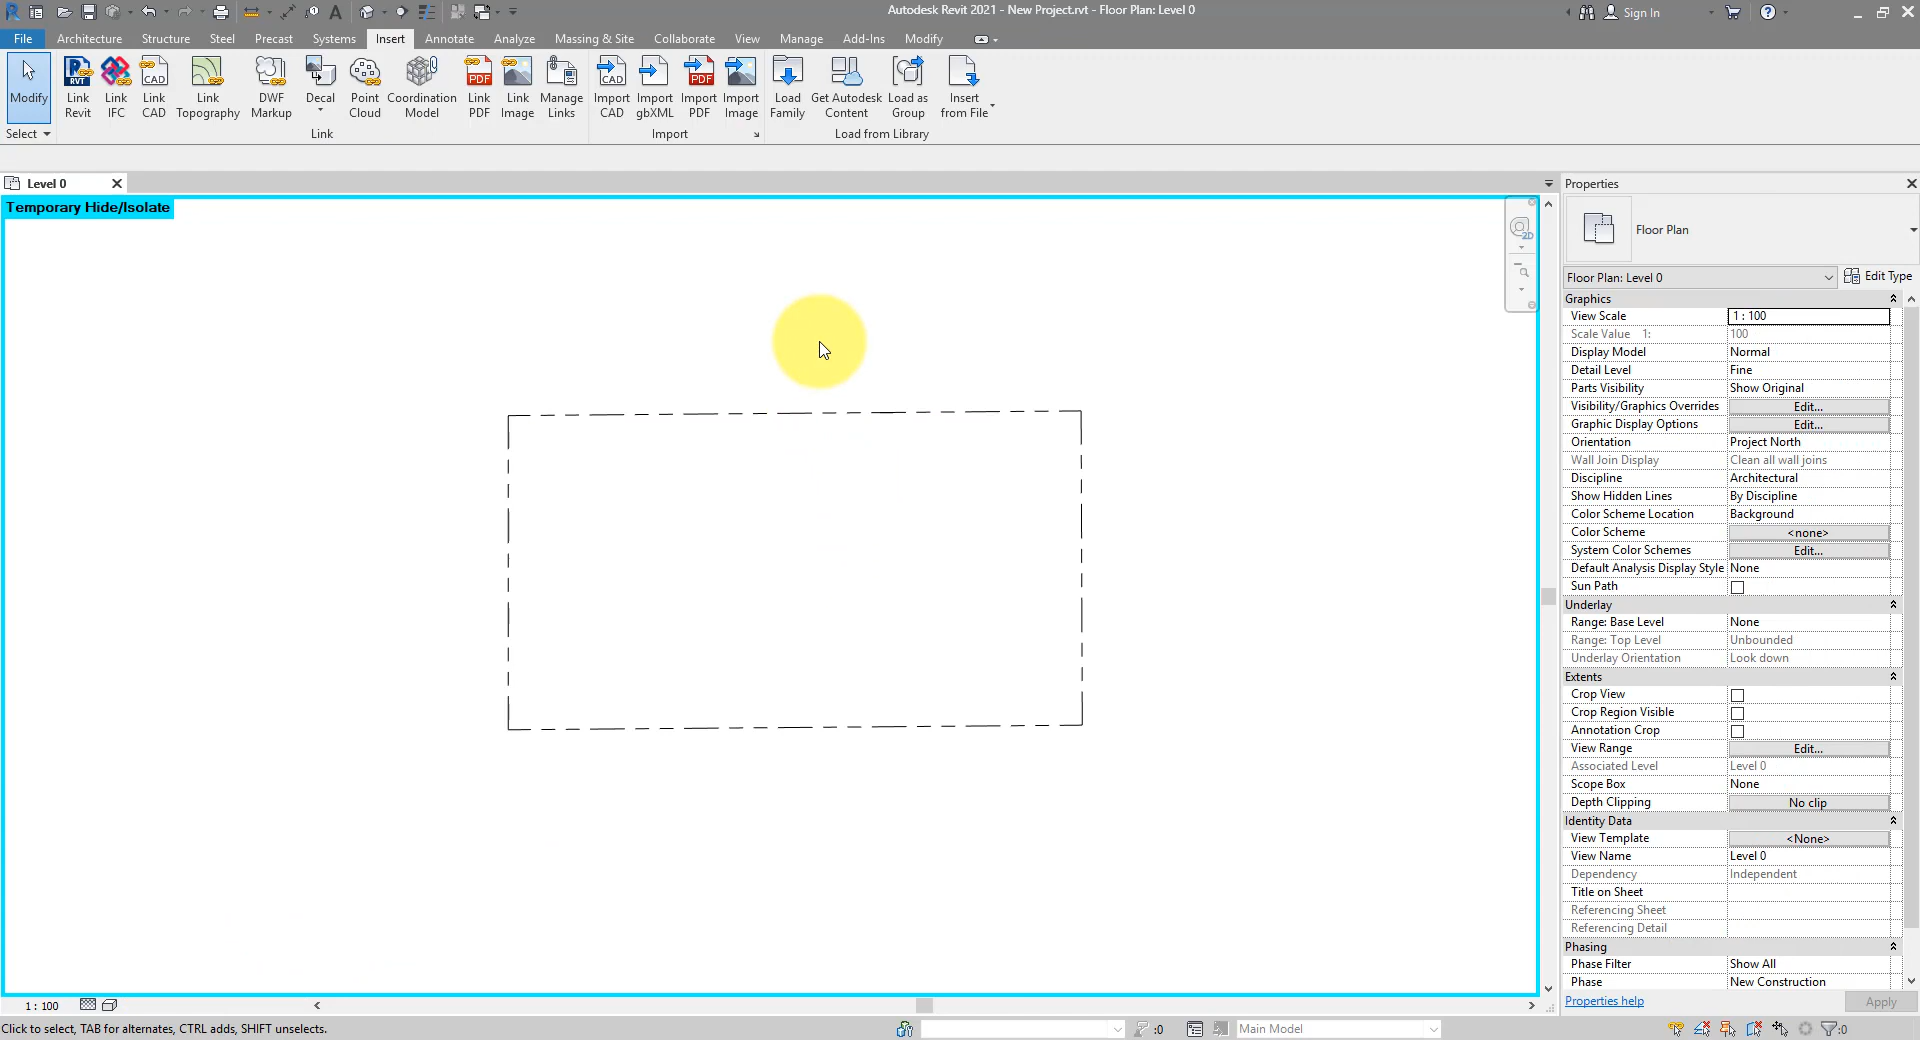 Autodesk Revit 2021 - New Project.rvt - Floor Plan: Level 0
Sign In
File Architecture Structure Steel Precast Systems Insert Annotate Analyze Massing & Site Collaborate View Manage Add-Ins Modify
Modify
Link Revit
Link IFC
Link CAD
Link Topography
DWF Markup
Decal
Point Cloud
Coordination Model
Link PDF
Link Image
Manage Links
Import CAD
Import gbXML
Import PDF
Import Image
Load Family
Get Autodesk Content
Load as Group
Insert from File
Select Link Import Load from Library
Level 0
Properties
Temporary Hide/Isolate
2D
Floor Plan
Floor Plan: Level 0 Edit Type
Graphics
View Scale 1 : 100
Scale Value 1: 100
Display Model Normal
Detail Level Fine
Parts Visibility Show Original
Visibility/Graphics Overrides Edit...
Graphic Display Options Edit...
Orientation Project North
Wall Join Display Clean all wall joins
Discipline Architectural
Show Hidden Lines By Discipline
Color Scheme Location Background
Color Scheme <none>
System Color Schemes Edit...
Default Analysis Display Style None
Sun Path
Underlay
Range: Base Level None
Range: Top Level Unbounded
Underlay Orientation Look down
Extents
Crop View
Crop Region Visible
Annotation Crop
View Range Edit...
Associated Level Level 0
Scope Box None
Depth Clipping No clip
Identity Data
View Template <None>
View Name Level 0
Dependency Independent
Title on Sheet
Referencing Sheet
Referencing Detail
Phasing
Phase Filter Show All
Phase New Construction
Properties help Apply
1 : 100
Click to select, TAB for alternates, CTRL adds, SHIFT unselects.
:0
Main Model
:0